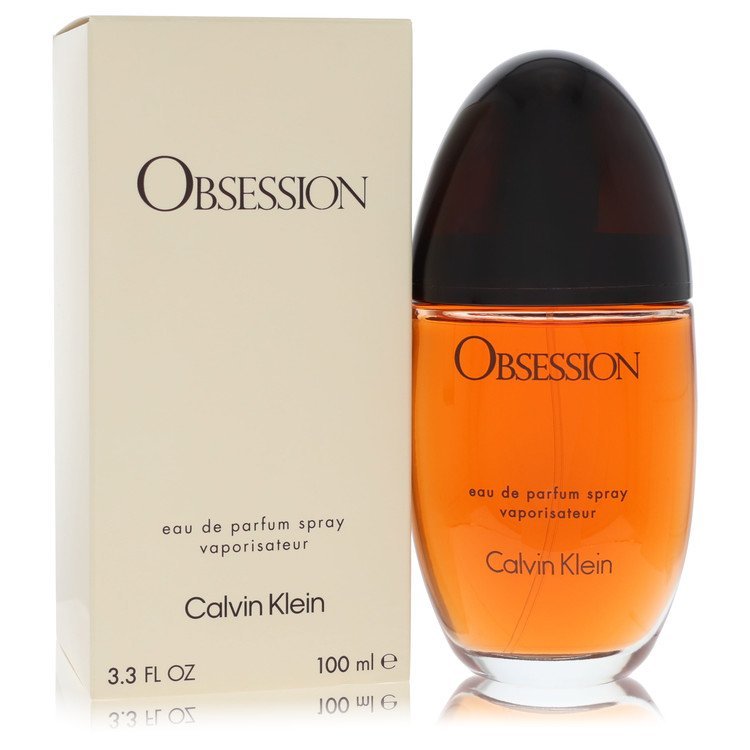 OBSESSION
eau de parfum spray
vaporisateur
Calvin Klein
3.3 FL OZ 100 ml ℮
OBSESSION
eau de parfum spray
vaporisateur
Calvin Klein